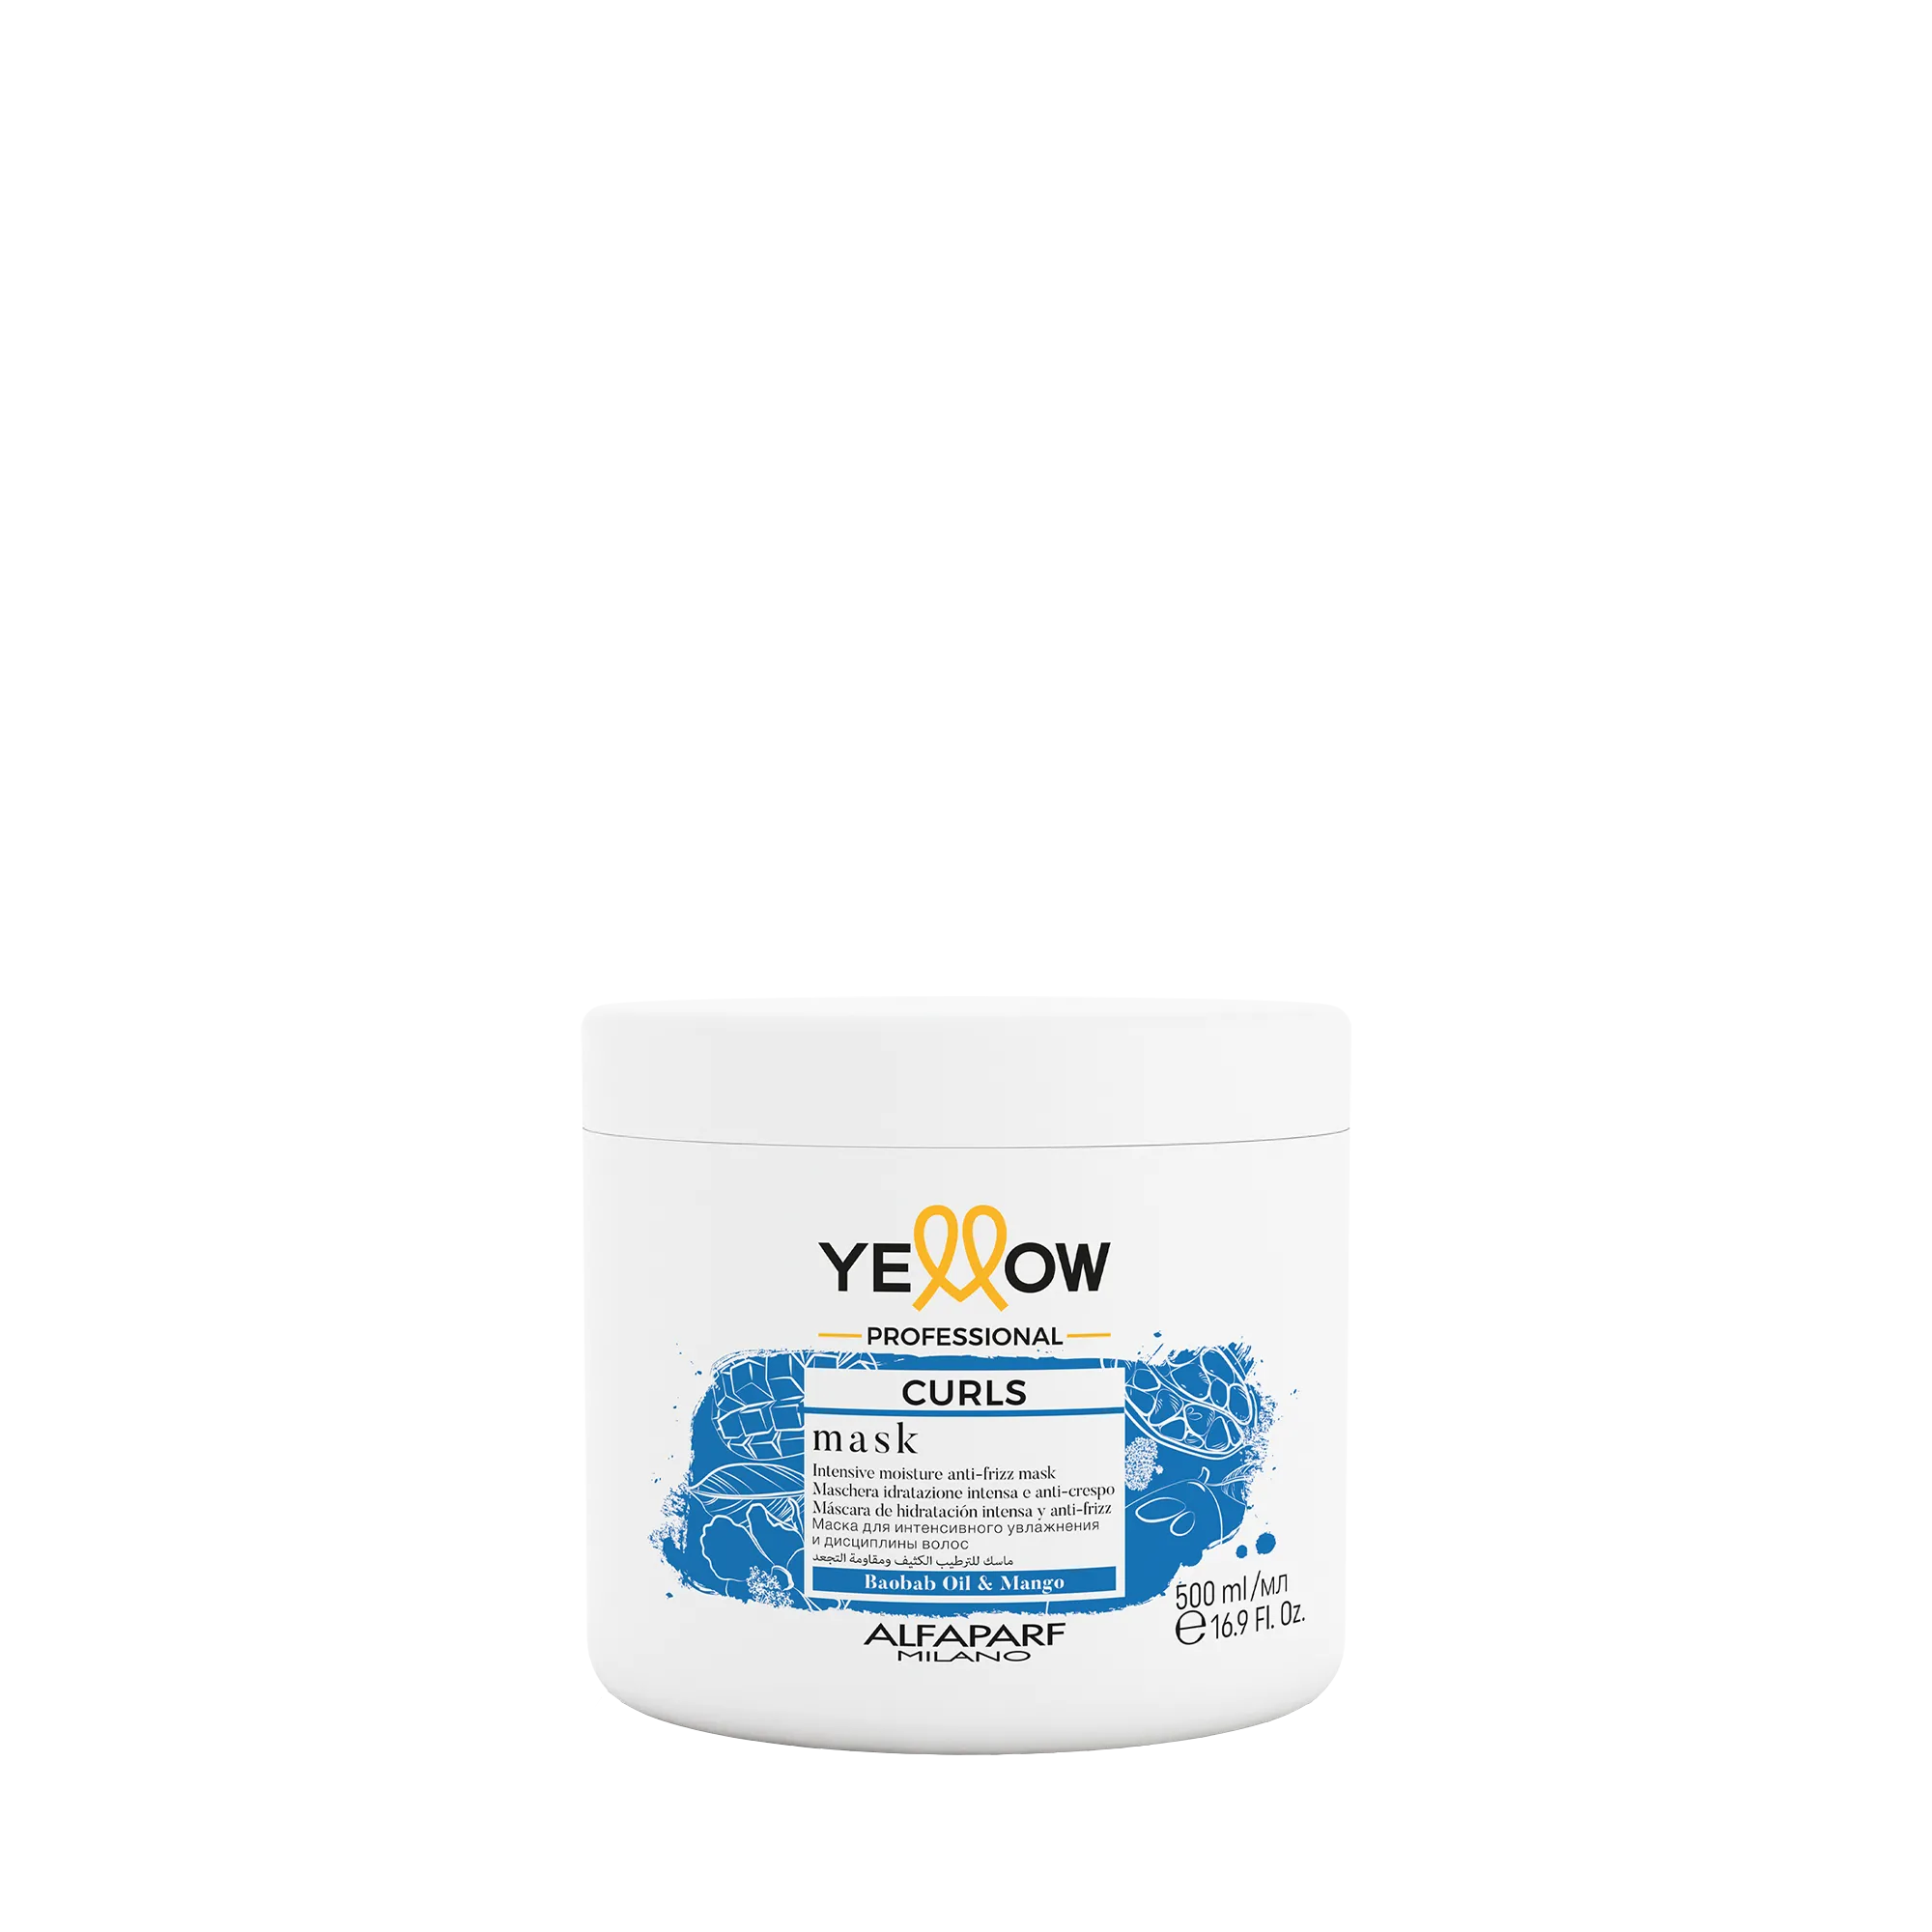 YELLOW
PROFESSIONAL
CURLS
mask
Intensive moisture anti-frizz mask
Maschera idratazione intensa e anti-crespo
Máscara de hidratación intensa y anti-frizz
Маска для интенсивного увлажнения
и дисциплины волос
ماسك للترطيب الكثيف ومقاومة التجعد
Baobab Oil & Mango
500 ml/мл
℮ 16.9 Fl. Oz.
ALFAPARF
MILANO